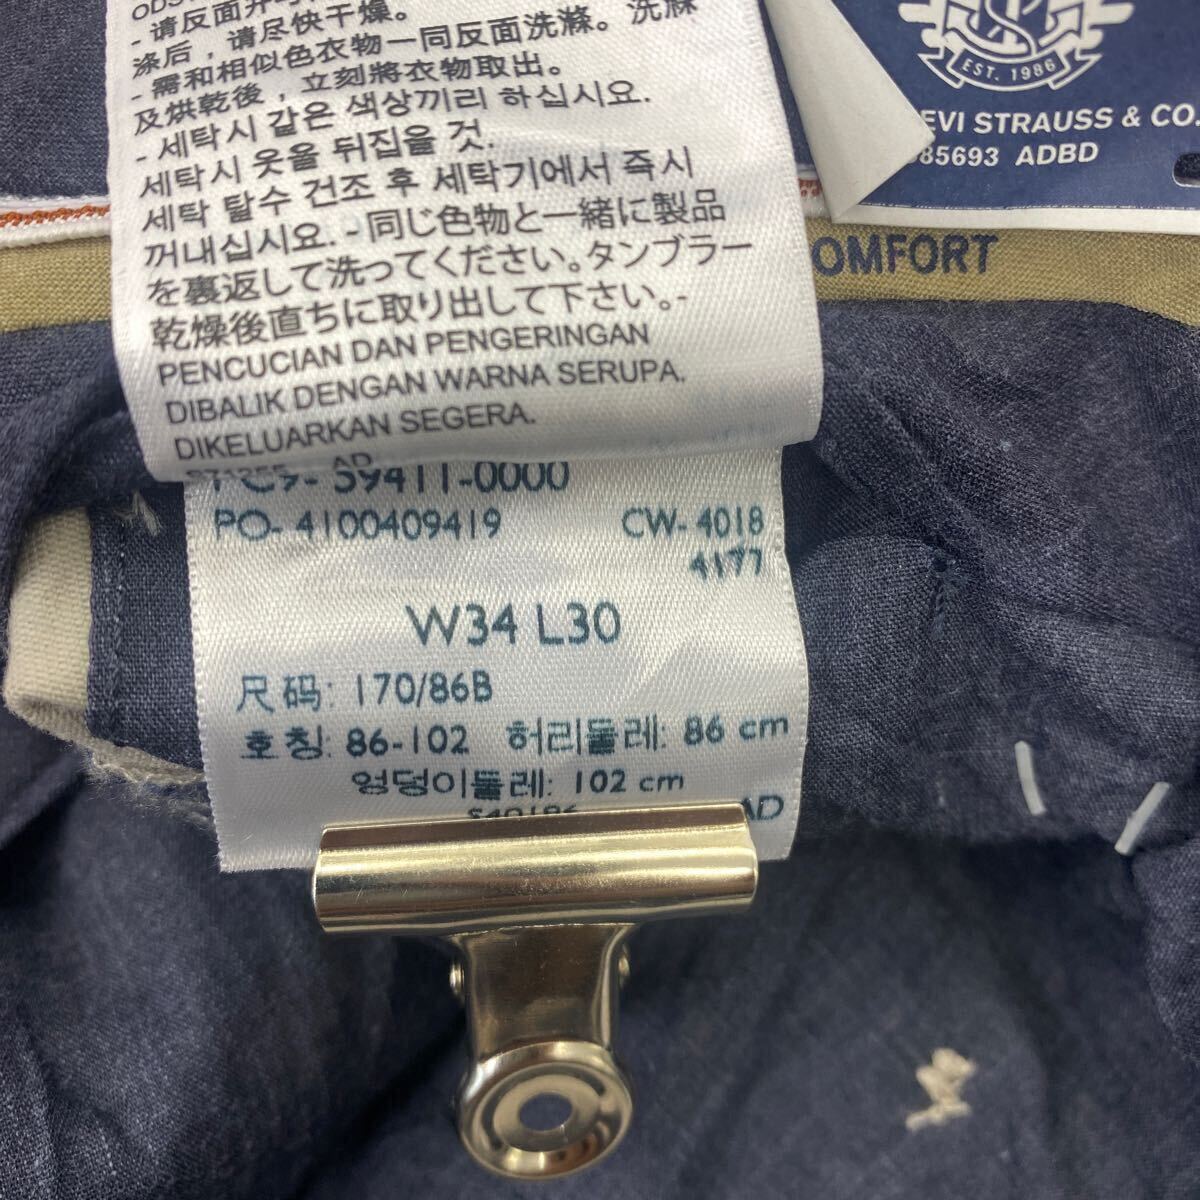 - 请反面并
涤后，请尽快干燥。
- 需和相似色衣物一同反面洗滌。洗滌
及烘乾後，立刻將衣物取出。
- 세탁시 같은 색상끼리 하십시요.
세탁시 옷을 뒤집을 것.
세탁 탈수 건조 후 세탁기에서 즉시
꺼내십시요. - 同じ色物と一緒に製品
を裏返して洗ってください。タンブラー
乾燥後直ちに取り出して下さい。-
PENCUCIAN DAN PENGERINGAN
DIBALIK DENGAN WARNA SERUPA.
DIKELUARKAN SEGERA.
AD
EST. 1986
EVI STRAUSS & CO.
85693 ADBD
OMFORT
PC9- 39411-0000
PO- 4100409419 CW- 4018
4177
W34 L30
尺码: 170/86B
호칭: 86-102 허리둘레: 86 cm
엉덩이둘레: 102 cm
AD